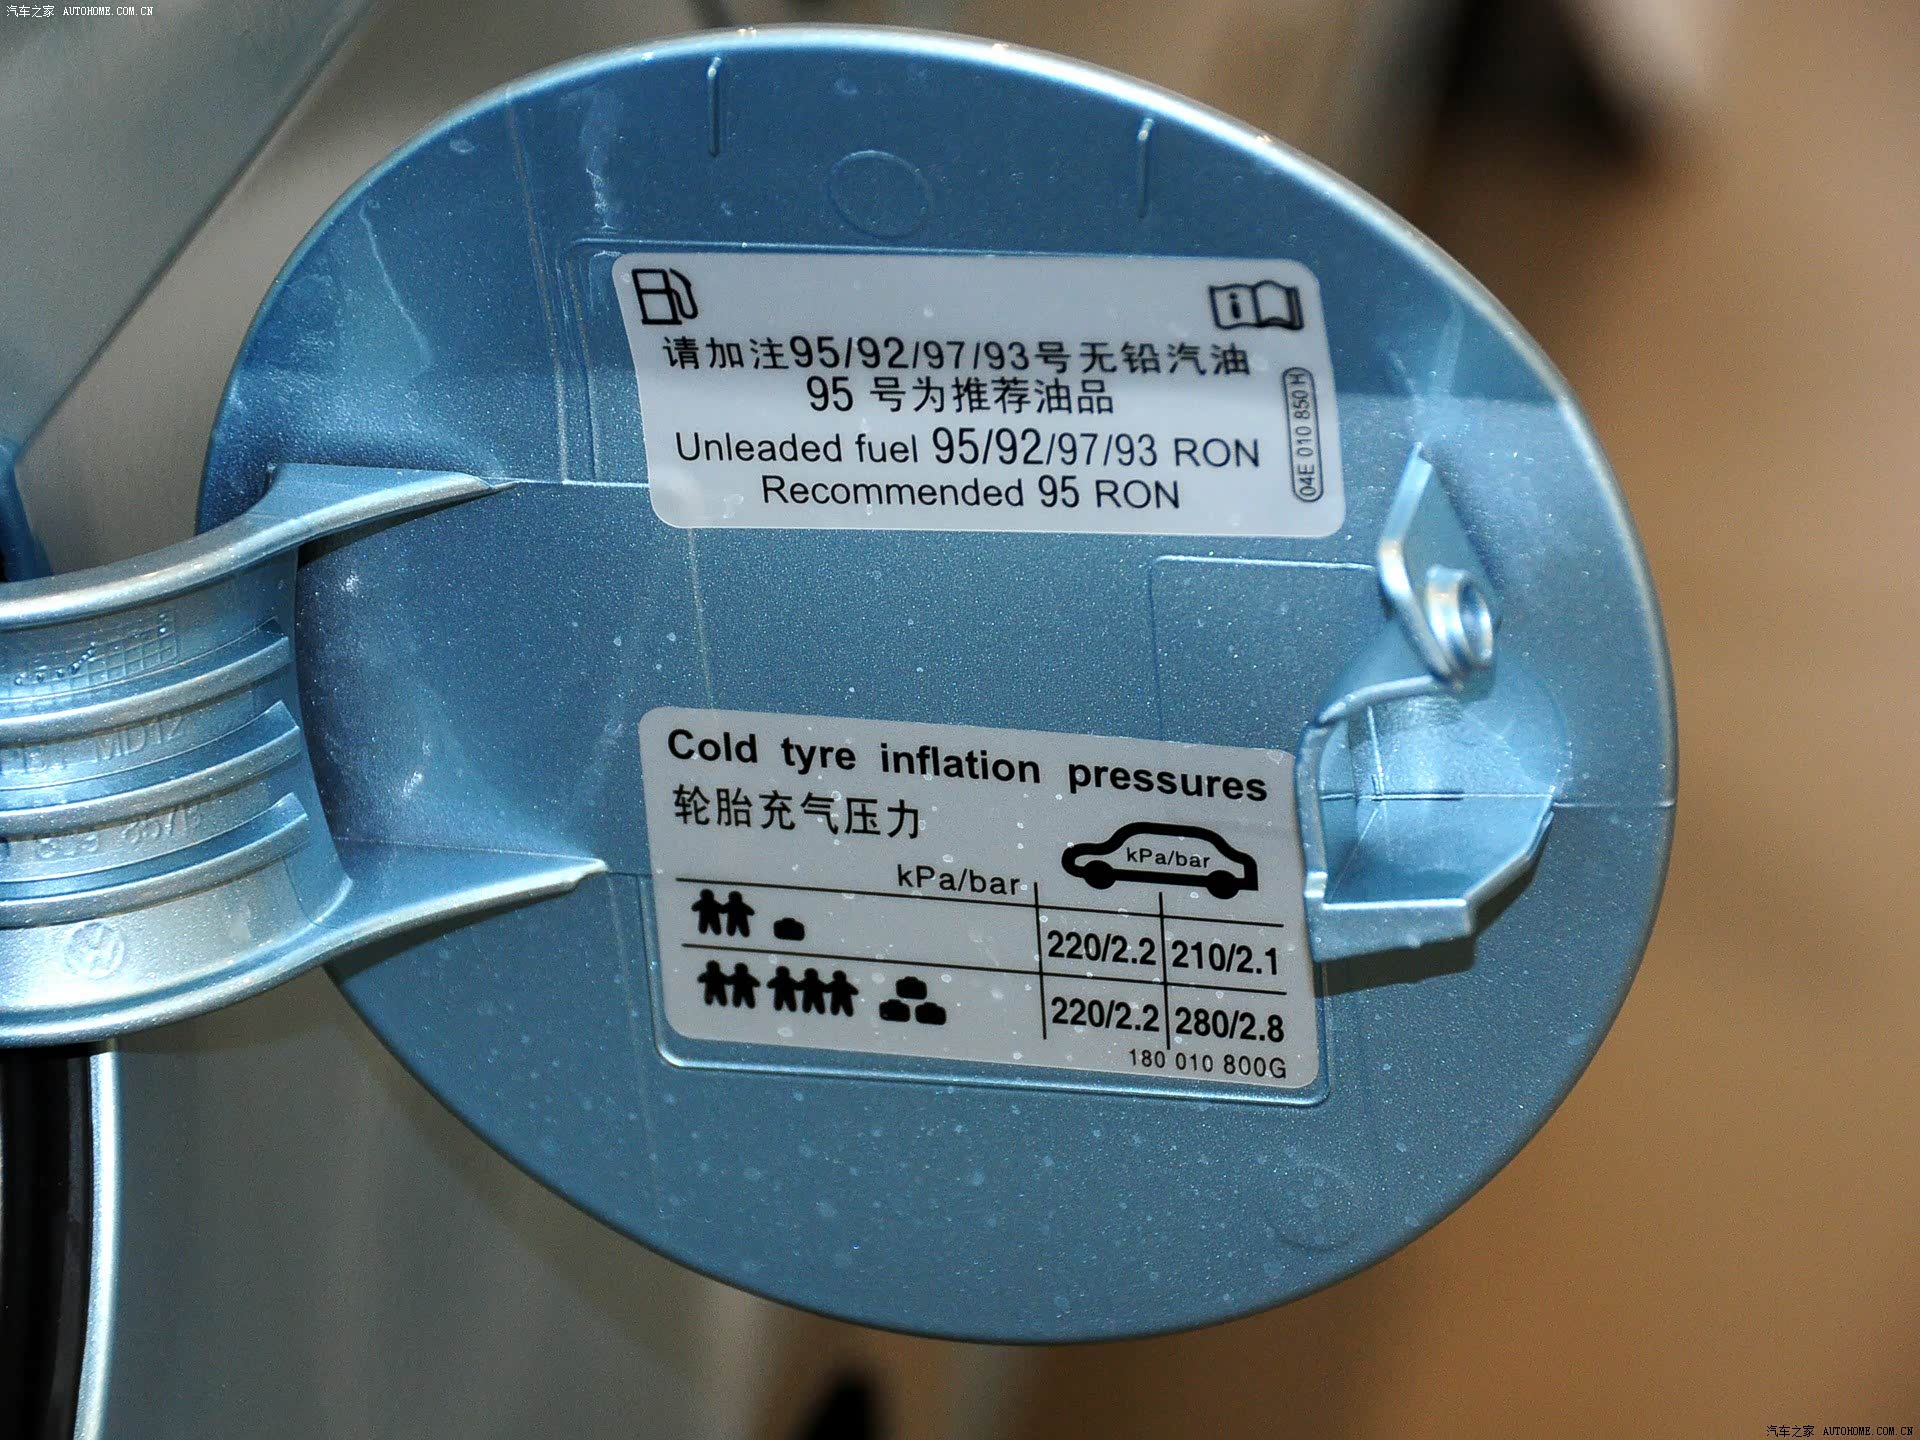 汽车之家 AUTOHOME.COM.CN
请加注95/92/97/93号无铅汽油
95 号为推荐油品
Unleaded fuel 95/92/97/93 RON
Recommended 95 RON
04E 010 850 H
Cold tyre inflation pressures
轮胎充气压力
kPa/bar
kPa/bar
220/2.2 210/2.1
220/2.2 280/2.8
180 010 800G
MD12
汽车之家 AUTOHOME.COM.CN